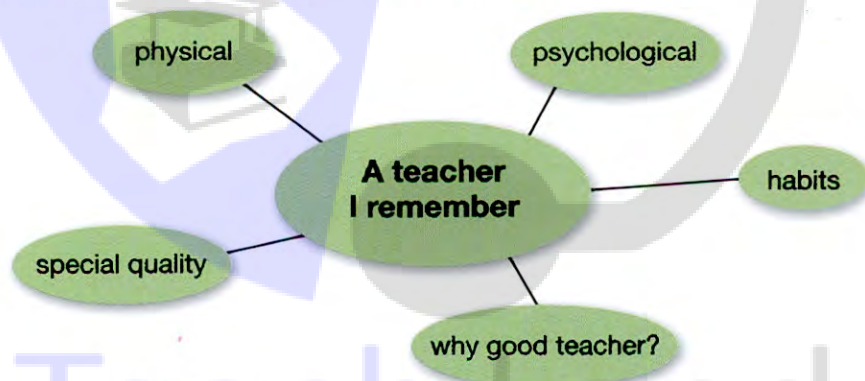 physical
psychological
A teacher
I remember
habits
special quality
why good teacher?